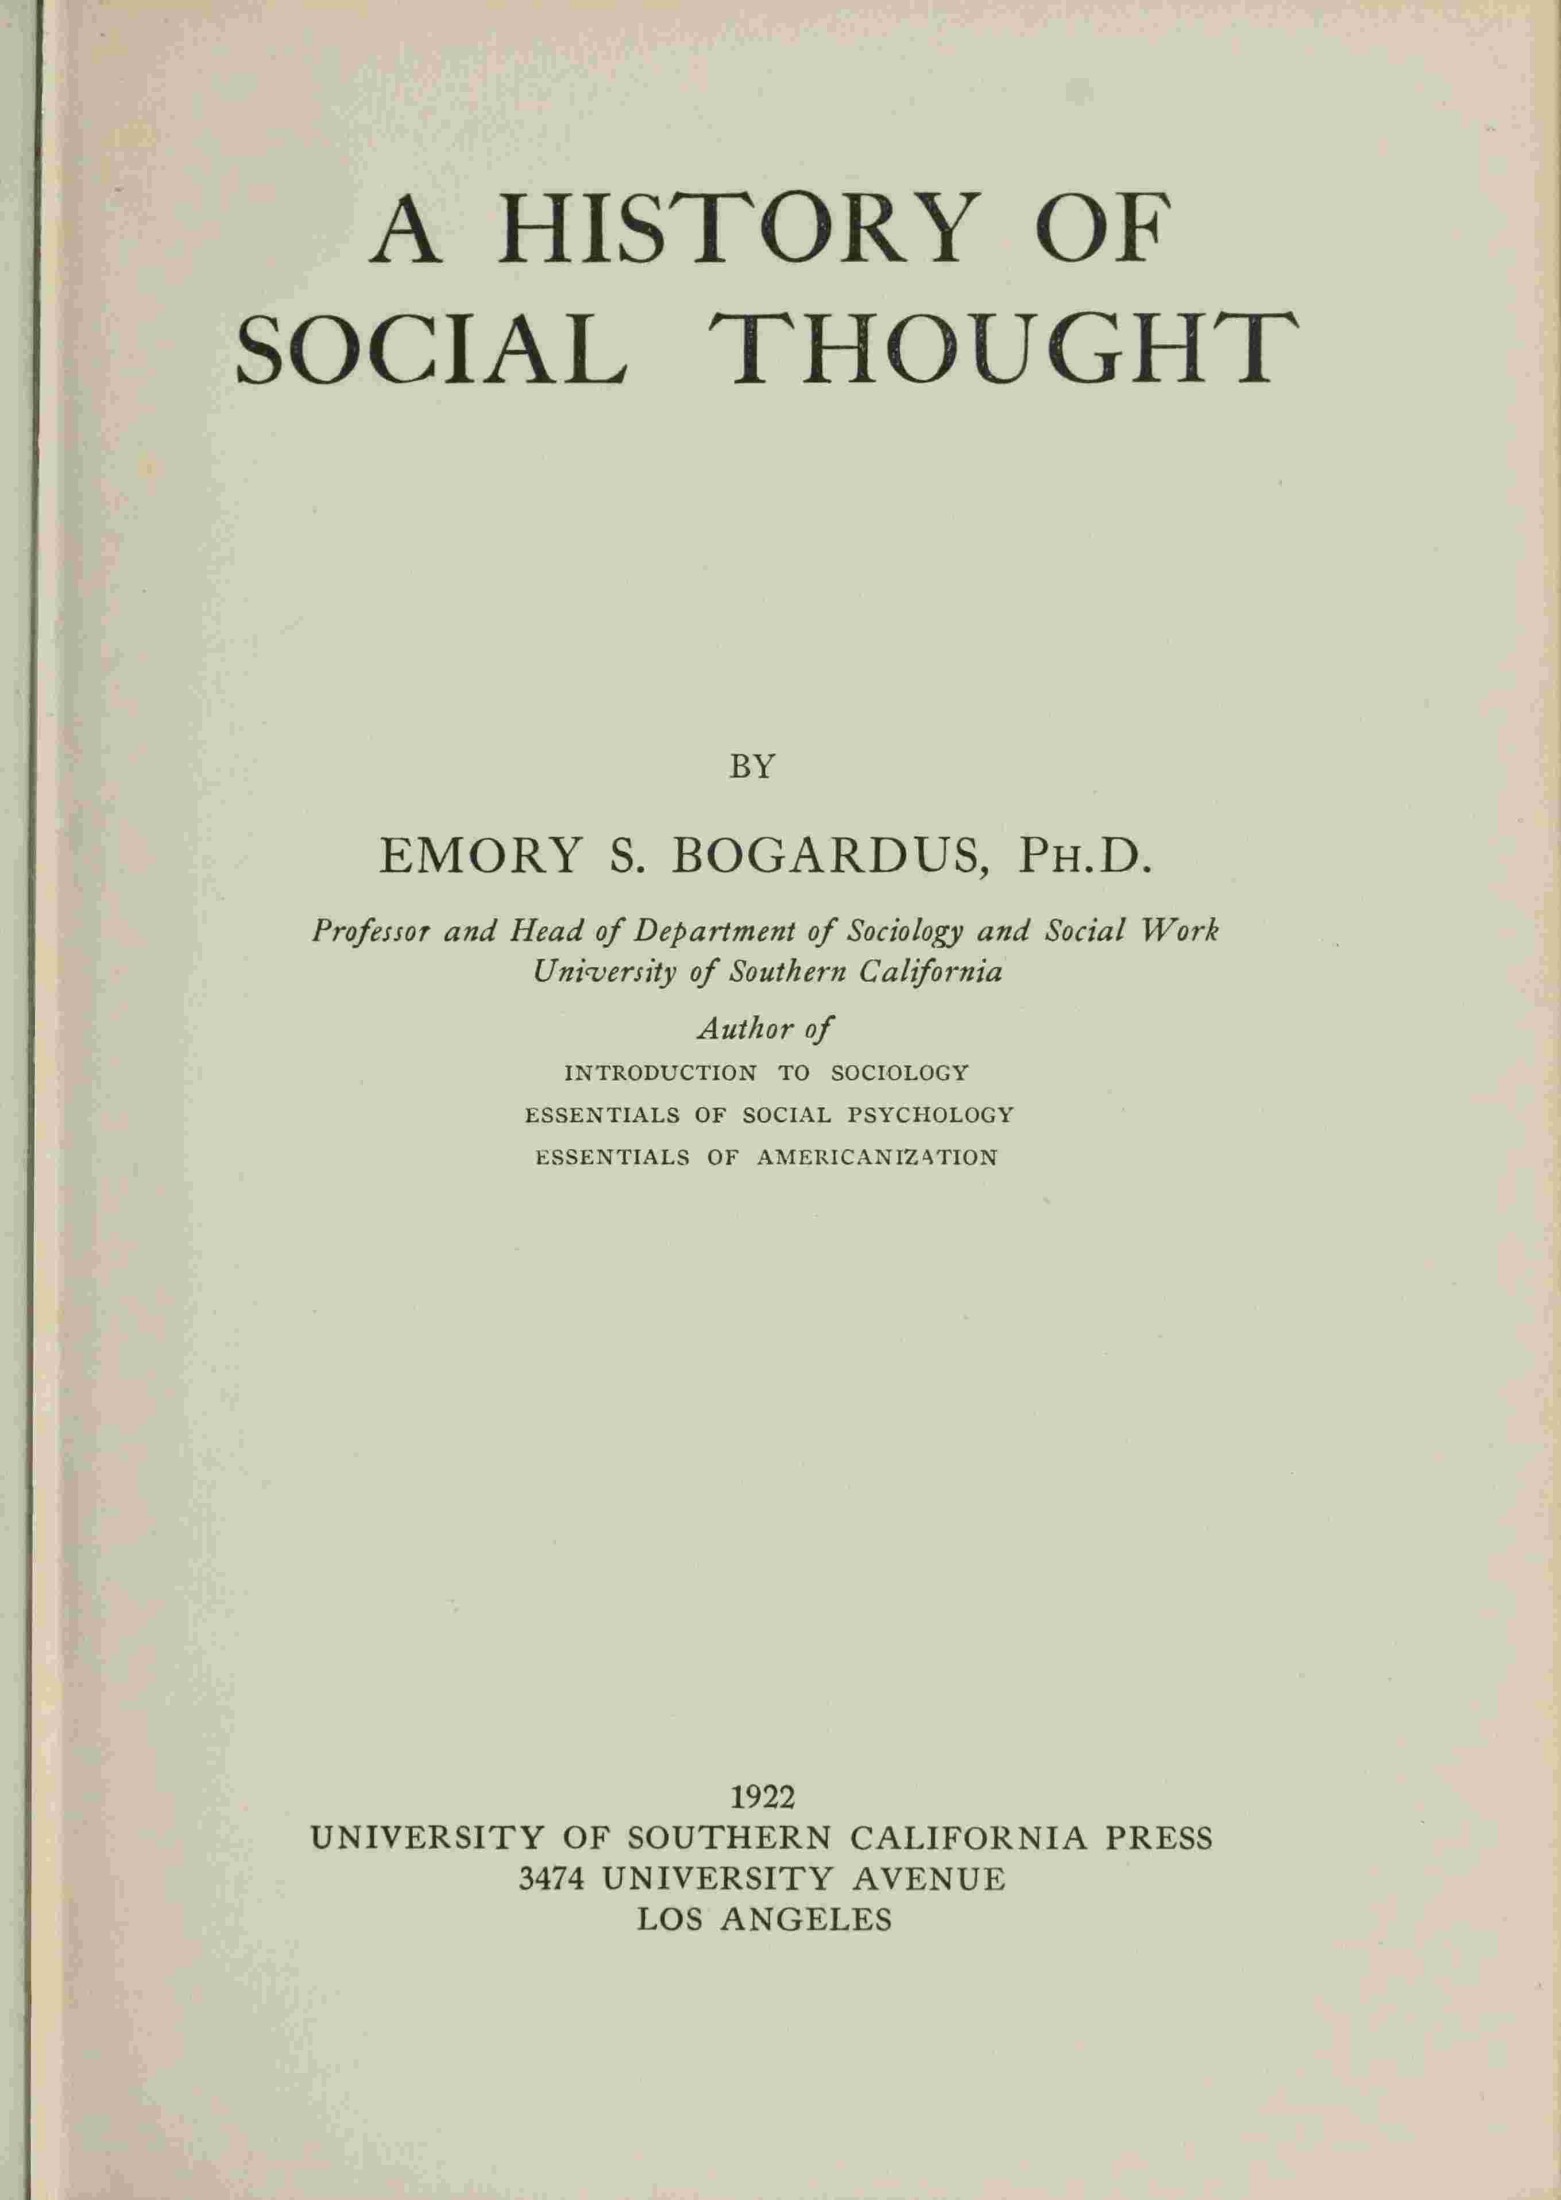 A HISTORY OF
SOCIAL THOUGHT
BY
EMORY S. BOGARDUS, PH.D.
Professor and Head of Department of Sociology and Social Work
University of Southern California
Author of
INTRODUCTION TO SOCIOLOGY
ESSENTIALS OF SOCIAL PSYCHOLOGY
ESSENTIALS OF AMERICANIZATION
1922
UNIVERSITY OF SOUTHERN CALIFORNIA PRESS
3474 UNIVERSITY AVENUE
LOS ANGELES